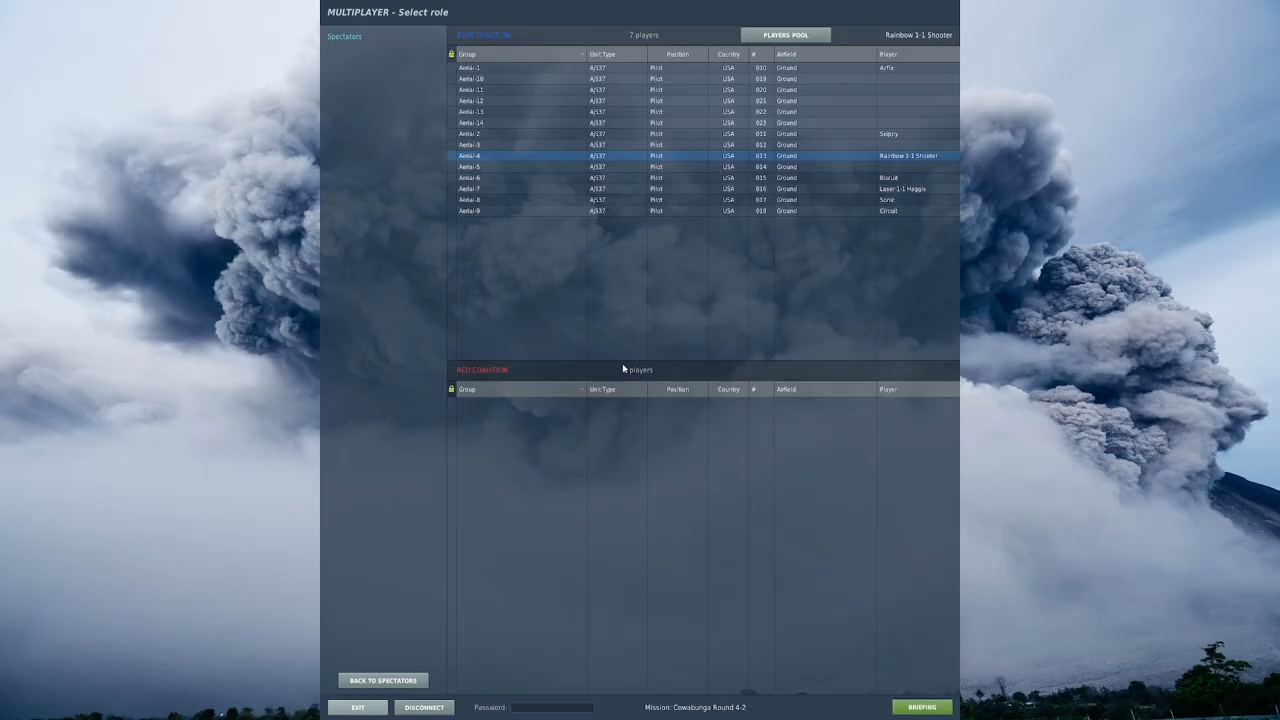 MULTIPLAYER - Select role
Spectators
BLUE COALITION 7 players PLAYERS POOL Rainbow 1-1 Shooter
Group Unit Type Position Country # Airfield Player
Aerial-1 AJS37 Pilot USA 010 Ground Airfix
Aerial-10 AJS37 Pilot USA 019 Ground
Aerial-11 AJS37 Pilot USA 020 Ground
Aerial-12 AJS37 Pilot USA 021 Ground
Aerial-13 AJS37 Pilot USA 022 Ground
Aerial-14 AJS37 Pilot USA 023 Ground
Aerial-2 AJS37 Pilot USA 011 Ground Skippy
Aerial-3 AJS37 Pilot USA 012 Ground
Aerial-4 AJS37 Pilot USA 013 Ground Rainbow 1-1 Shooter
Aerial-5 AJS37 Pilot USA 014 Ground
Aerial-6 AJS37 Pilot USA 015 Ground Biscuit
Aerial-7 AJS37 Pilot USA 016 Ground Laser 1-1 Haggis
Aerial-8 AJS37 Pilot USA 017 Ground Sonic
Aerial-9 AJS37 Pilot USA 018 Ground Circuit
RED COALITION players
Group Unit Type Position Country # Airfield Player
BACK TO SPECTATORS
EXIT DISCONNECT Password: Mission: Cowabunga Round 4-2 BRIEFING